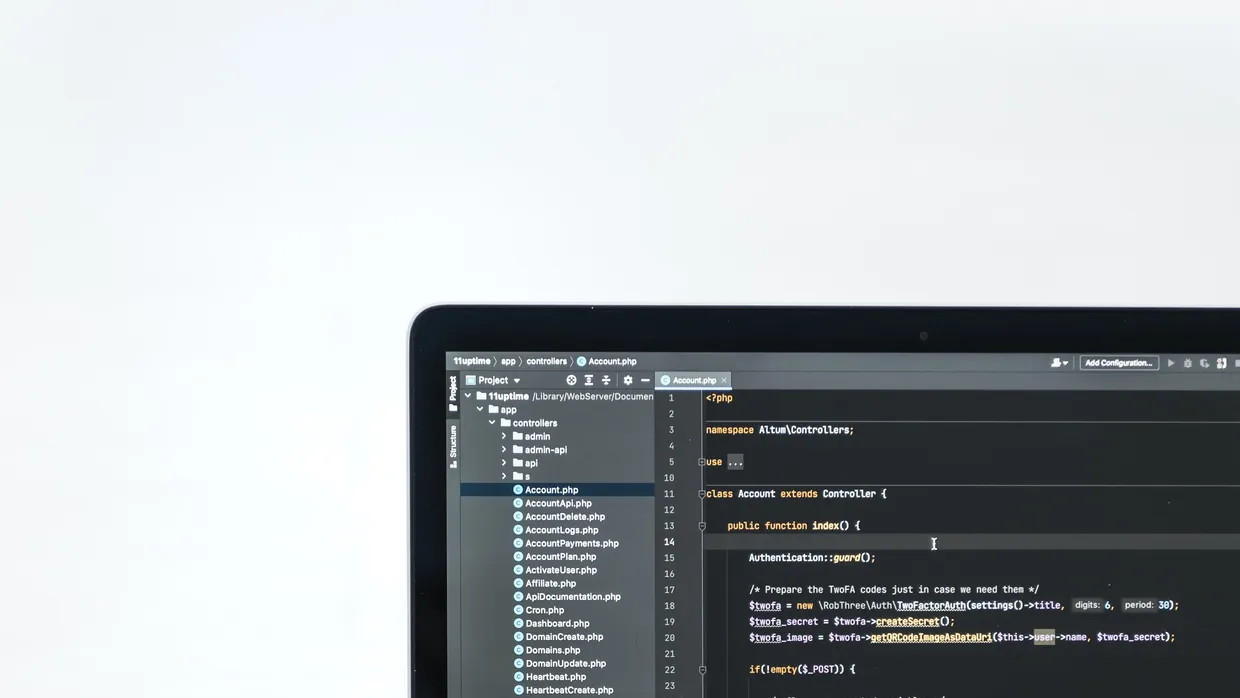 11uptime 〉 app 〉 controllers 〉 Account.php
Add Configuration...
Project
Structure
Project
11uptime /Library/WebServer/Documen
app
controllers
admin
admin-api
api
s
Account.php
AccountApi.php
AccountDelete.php
AccountLogs.php
AccountPayments.php
AccountPlan.php
ActivateUser.php
Affiliate.php
ApiDocumentation.php
Cron.php
Dashboard.php
DomainCreate.php
Domains.php
DomainUpdate.php
Heartbeat.php
HeartbeatCreate.php
Account.php ×
1 <?php
2
3 namespace Altum\Controllers;
4
5 use ...
10
11 class Account extends Controller {
12
13 public function index() {
14
15 Authentication::guard();
16
17 /* Prepare the TwoFA codes just in case we need them */
18 $twofa = new \RobThree\Auth\TwoFactorAuth(settings()->title, digits: 6, period: 30);
19 $twofa_secret = $twofa->createSecret();
20 $twofa_image = $twofa->getQRCodeImageAsDataUri($this->user->name, $twofa_secret);
21
22 if(!empty($_POST)) {
23